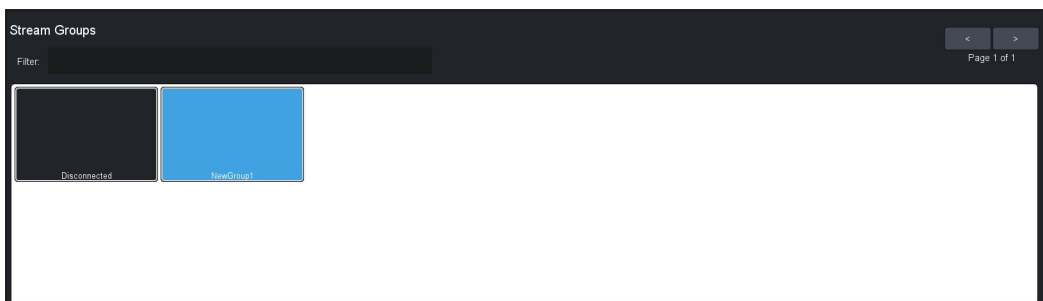 Stream Groups
< >
Filter:
Page 1 of 1
Disconnected
NewGroup1